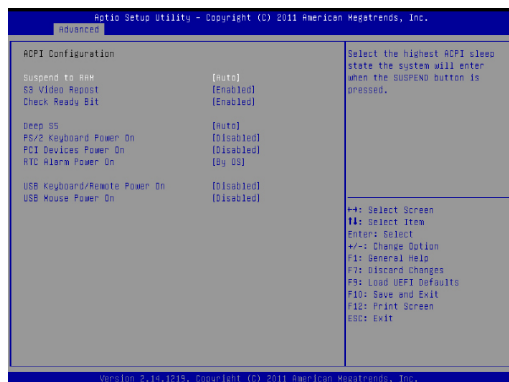 Aptio Setup Utility - Copyright (C) 2011 American Megatrends, Inc.
Advanced
ACPI Configuration
Suspend to RAM [Auto]
S3 Video Repost [Enabled]
Check Ready Bit [Enabled]
Deep S5 [Auto]
PS/2 Keyboard Power On [Disabled]
PCI Devices Power On [Disabled]
RTC Alarm Power On [By OS]
USB Keyboard/Remote Power On [Disabled]
USB Mouse Power On [Disabled]
Select the highest ACPI sleep
state the system will enter
when the SUSPEND button is
pressed.
→←: Select Screen
↑↓: Select Item
Enter: Select
+/-: Change Option
F1: General Help
F7: Discard Changes
F9: Load UEFI Defaults
F10: Save and Exit
F12: Print Screen
ESC: Exit
Version 2.14.1219. Copyright (C) 2011 American Megatrends, Inc.